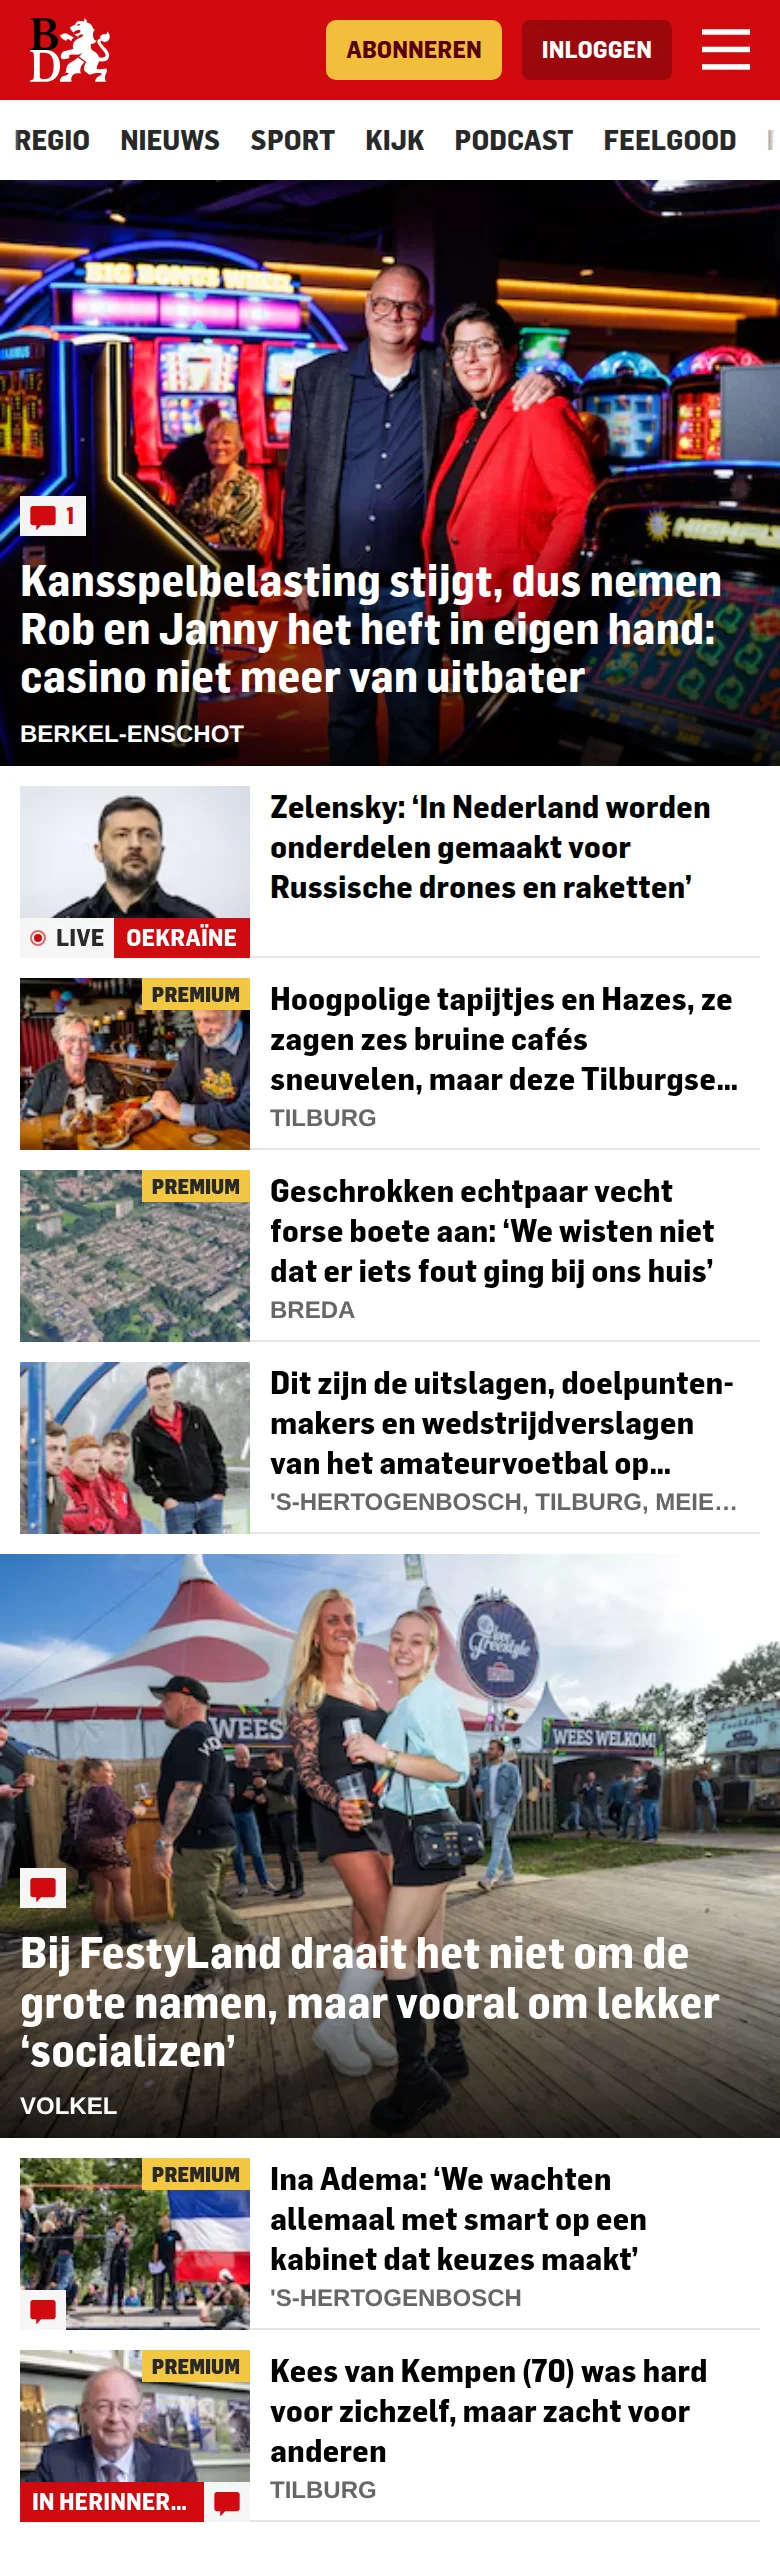 BD
ABONNEREN
INLOGGEN
REGIO NIEUWS SPORT KIJK PODCAST FEELGOOD
BIG BONUS WHEEL
1
Kansspelbelasting stijgt, dus nemen
Rob en Janny het heft in eigen hand:
casino niet meer van uitbater
BERKEL-ENSCHOT
Zelensky: ‘In Nederland worden
onderdelen gemaakt voor
Russische drones en raketten’
LIVE OEKRAÏNE
PREMIUM
Hoogpolige tapijtjes en Hazes, ze
zagen zes bruine cafés
sneuvelen, maar deze Tilburgse...
TILBURG
PREMIUM
Geschrokken echtpaar vecht
forse boete aan: ‘We wisten niet
dat er iets fout ging bij ons huis’
BREDA
Dit zijn de uitslagen, doelpunten-
makers en wedstrijdverslagen
van het amateurvoetbal op...
'S-HERTOGENBOSCH, TILBURG, MEIE...
Freestyle
WEES
WEES WELKOM!
Bij FestyLand draait het niet om de
grote namen, maar vooral om lekker
‘socializen’
VOLKEL
PREMIUM
Ina Adema: ‘We wachten
allemaal met smart op een
kabinet dat keuzes maakt’
'S-HERTOGENBOSCH
PREMIUM
Kees van Kempen (70) was hard
voor zichzelf, maar zacht voor
anderen
TILBURG
IN HERINNER...